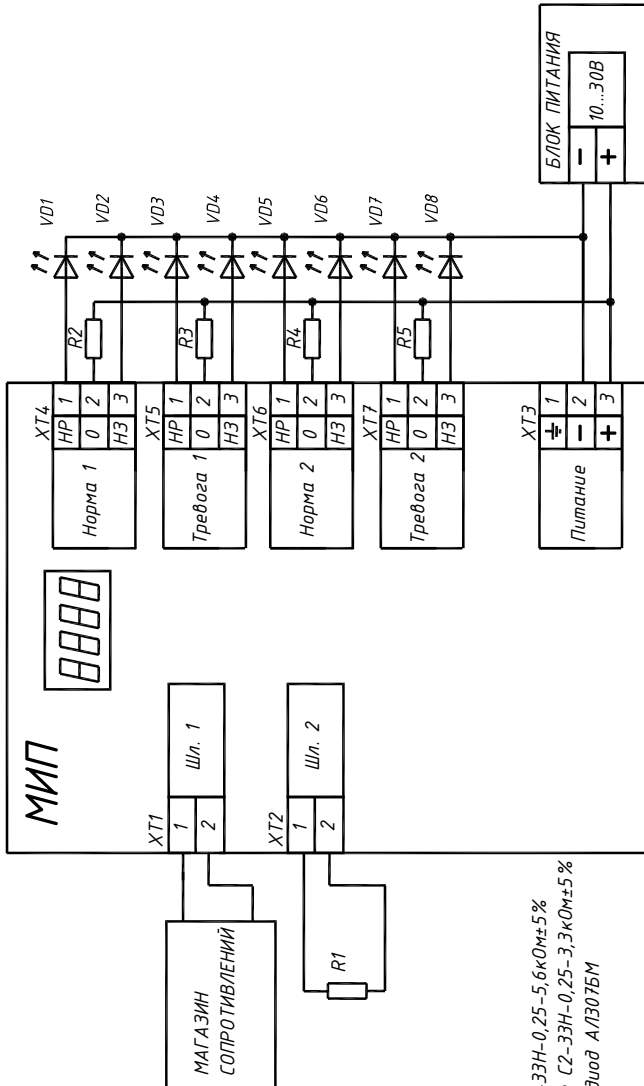 МИП
8888
МАГАЗИН
СОПРОТИВЛЕНИЙ
XT1
1
2
Шл. 1
XT2
1
2
Шл. 2
R1
XT4
Норма 1
НР 1
0 2
НЗ 3
XT5
Тревога 1
НР 1
0 2
НЗ 3
XT6
Норма 2
НР 1
0 2
НЗ 3
XT7
Тревога 2
НР 1
0 2
НЗ 3
XT3
Питание
1
− 2
+ 3
R2
R3
R4
R5
VD1
VD2
VD3
VD4
VD5
VD6
VD7
VD8
БЛОК ПИТАНИЯ
−
+
10...30В
33Н-0,25-5,6кОм±5%
С2-33Н-0,25-3,3кОм±5%
АЛ307БМ